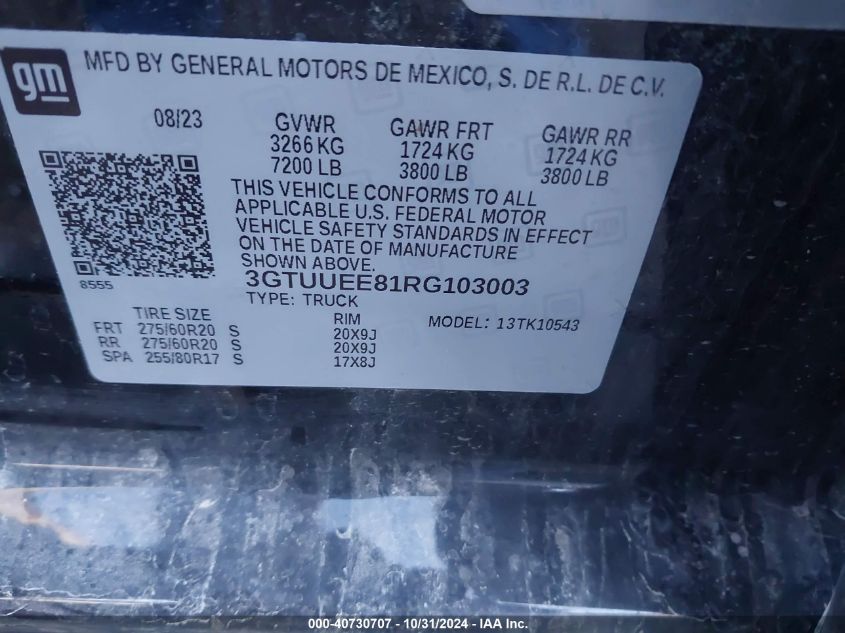 gm
MFD BY GENERAL MOTORS DE MEXICO, S. DE R.L. DE C.V.
08/23
GVWR
3266 KG
7200 LB
GAWR FRT
1724 KG
3800 LB
GAWR RR
1724 KG
3800 LB
THIS VEHICLE CONFORMS TO ALL
APPLICABLE U.S. FEDERAL MOTOR
VEHICLE SAFETY STANDARDS IN EFFECT
ON THE DATE OF MANUFACTURE
SHOWN ABOVE.
8555
3GTUUEE81RG103003
TYPE: TRUCK
TIRE SIZE
RIM
MODEL: 13TK10543
FRT 275/60R20 S 20X9J
RR 275/60R20 S 20X9J
SPA 255/80R17 S 17X8J
000-40730707 - 10/31/2024 - IAA Inc.